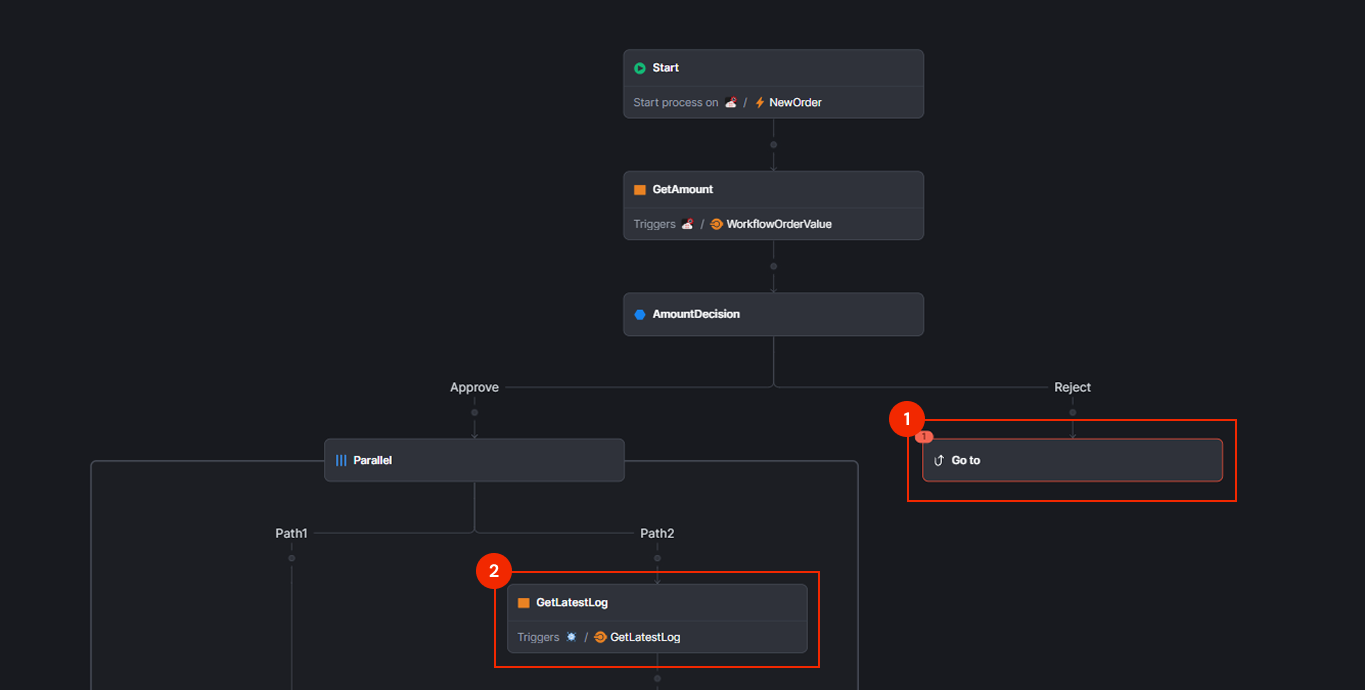 Start
Start process on / NewOrder
GetAmount
Triggers / WorkflowOrderValue
AmountDecision
Approve
Reject
1
1
Parallel
Go to
Path1
Path2
2
GetLatestLog
Triggers / GetLatestLog